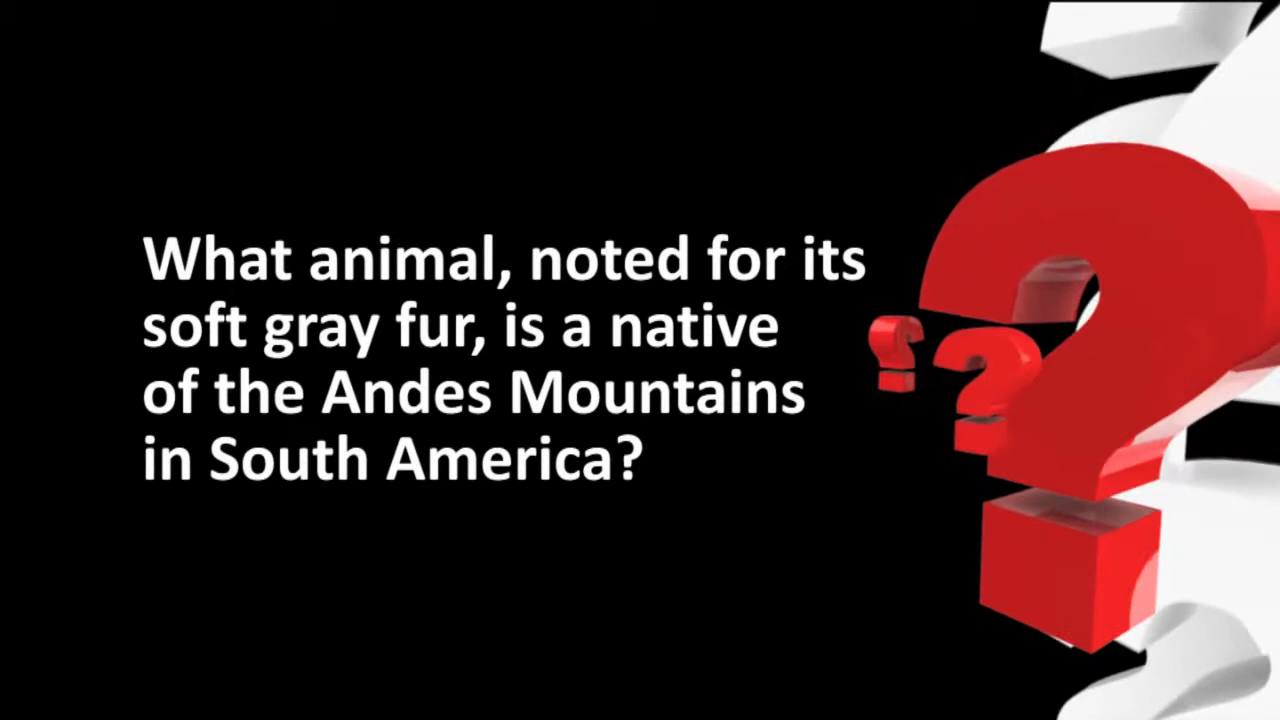 What animal, noted for its
soft gray fur, is a native
of the Andes Mountains
in South America?